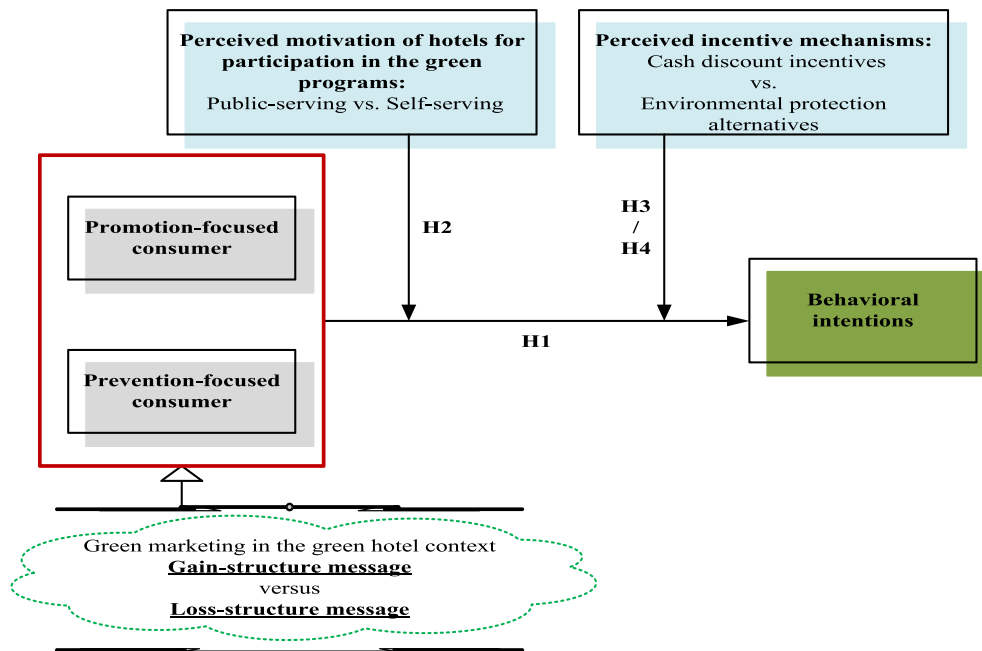 Perceived motivation of hotels for
participation in the green
programs:
Public-serving vs. Self-serving
Perceived incentive mechanisms:
Cash discount incentives
vs.
Environmental protection
alternatives
Promotion-focused
consumer
H2
H3
/
H4
Behavioral
intentions
H1
Prevention-focused
consumer
Green marketing in the green hotel context
Gain-structure message
versus
Loss-structure message